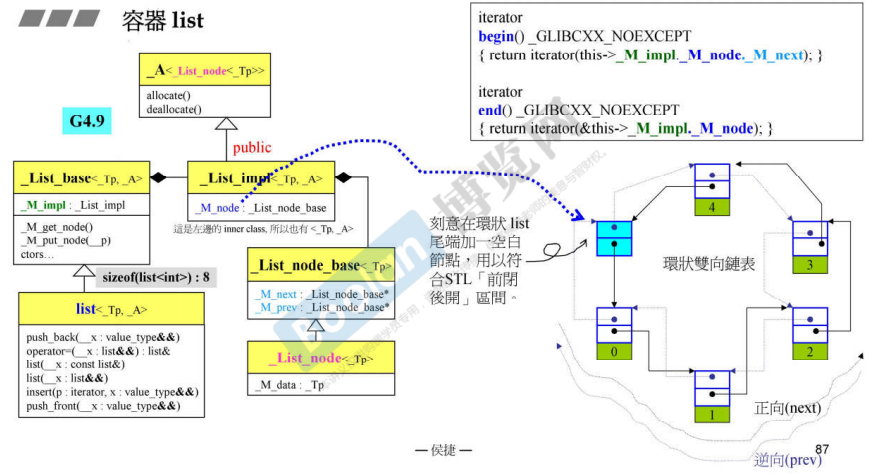 容器 list
iterator
begin() _GLIBCXX_NOEXCEPT
{ return iterator(this->_M_impl._M_node._M_next); }
iterator
end() _GLIBCXX_NOEXCEPT
{ return iterator(&this->_M_impl._M_node); }
_A<_List_node<_Tp>>
allocate()
deallocate()
G4.9
public
_List_base<_Tp, _A>
_M_impl : _List_impl
_M_get_node()
_M_put_node(__p)
ctors…
_List_impl<_Tp, _A>
_M_node : _List_node_base
這是左邊的 inner class, 所以也有 <_Tp, _A>
sizeof(list<int>) : 8
list<_Tp, _A>
push_back(__x : value_type&&)
operator=(__x : list&&) : list&
list(__x : const list&)
list(__x : list&&)
insert(p : iterator, x : value_type&&)
push_front(__x : value_type&&)
_List_node_base<_Tp>
_M_next : _List_node_base*
_M_prev : _List_node_base*
_List_node<_Tp>
_M_data : _Tp
刻意在環狀 list
尾端加一空白
節點，用以符
合STL「前閉
後開」區間。
環狀雙向鏈表
4
3
0
2
1
正向(next)
逆向(prev)
Boolan
博览网
— 侯捷 —
87